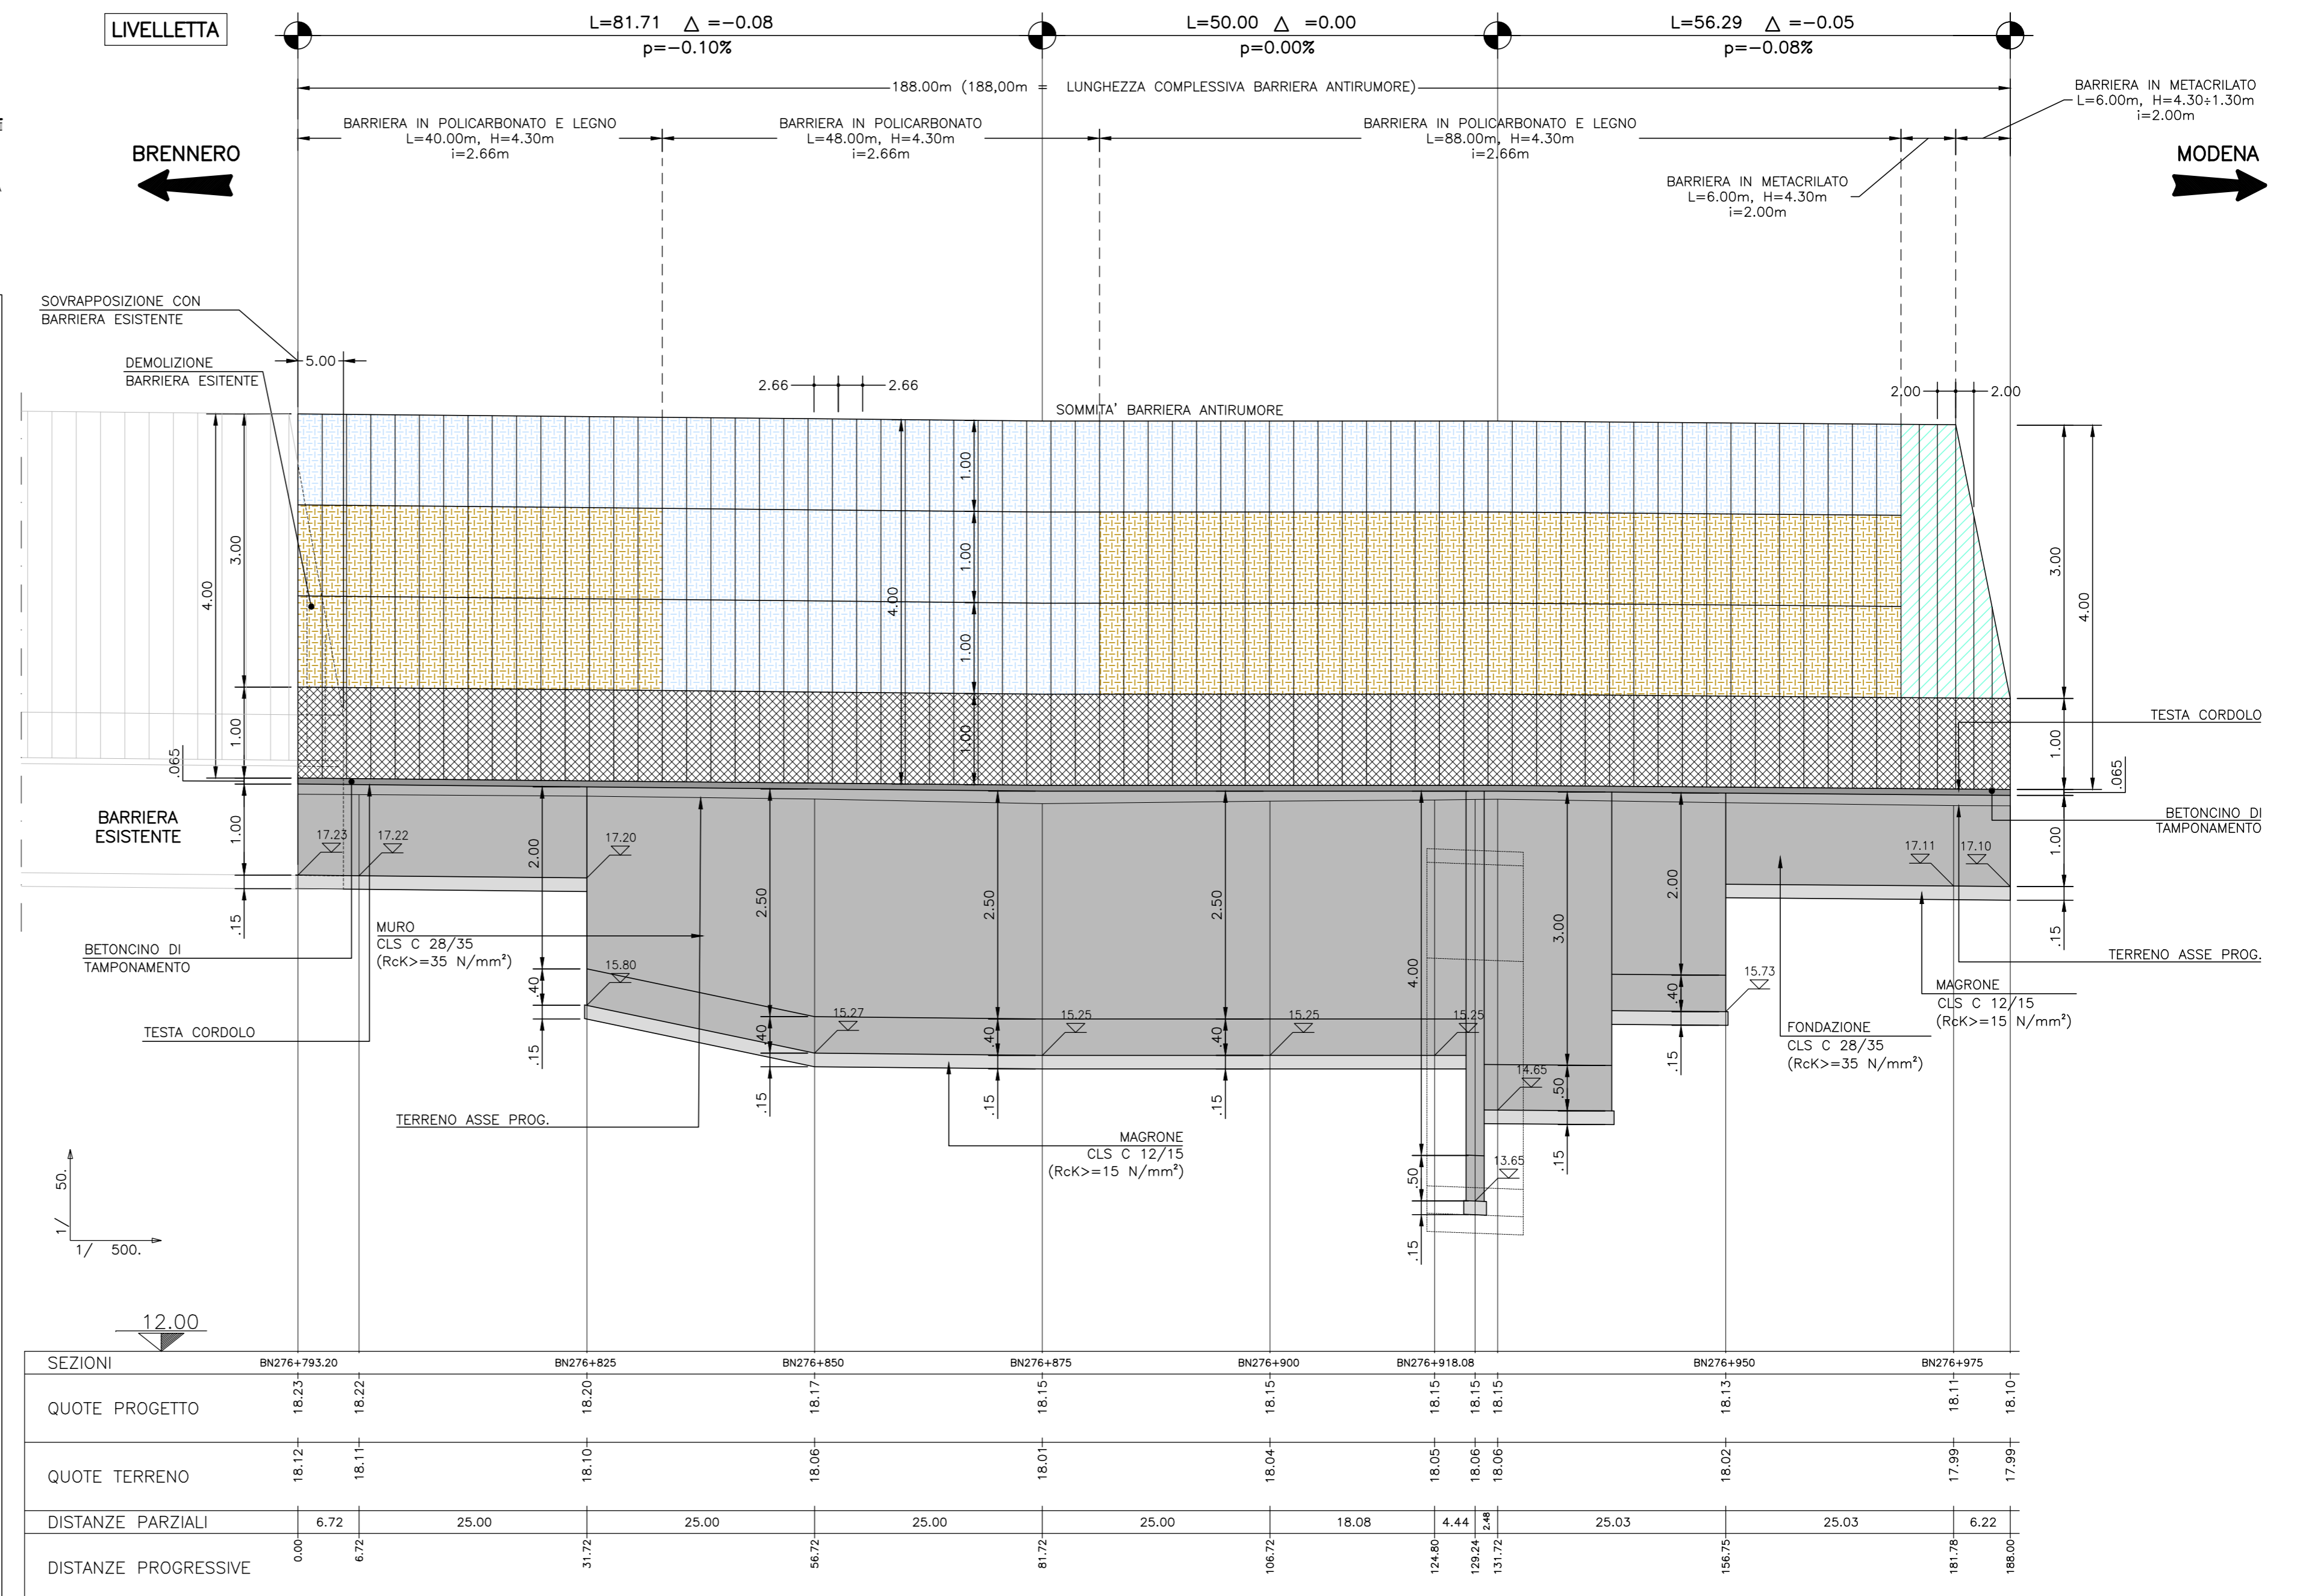 LIVELLETTA
L=81.71 △ =-0.08
p=-0.10%
L=50.00 △ =0.00
p=0.00%
L=56.29 △ =-0.05
p=-0.08%
188.00m (188,00m = LUNGHEZZA COMPLESSIVA BARRIERA ANTIRUMORE)
BARRIERA IN METACRILATO
L=6.00m, H=4.30÷1.30m
i=2.00m
BARRIERA IN POLICARBONATO E LEGNO
L=40.00m, H=4.30m
i=2.66m
BARRIERA IN POLICARBONATO
L=48.00m, H=4.30m
i=2.66m
BARRIERA IN POLICARBONATO E LEGNO
L=88.00m, H=4.30m
i=2.66m
BRENNERO
MODENA
BARRIERA IN METACRILATO
L=6.00m, H=4.30m
i=2.00m
SOVRAPPOSIZIONE CON
BARRIERA ESISTENTE
DEMOLIZIONE
BARRIERA ESITENTE
5.00
2.66
2.66
2.00
2.00
SOMMITA' BARRIERA ANTIRUMORE
4.00
3.00
1.00
.065
1.00
.15
4.00
1.00
1.00
1.00
1.00
3.00
4.00
1.00
.065
1.00
.15
TESTA CORDOLO
BETONCINO DI
TAMPONAMENTO
BARRIERA
ESISTENTE
17.23
17.22
17.20
17.11
17.10
2.00
.40
.15
2.50
.40
.15
2.50
.40
.15
2.50
.40
.15
4.00
.50
.15
3.00
.50
.15
2.00
.40
.15
MURO
CLS C 28/35
(RcK>=35 N/mm²)
BETONCINO DI
TAMPONAMENTO
15.80
15.27
15.25
15.25
15.25
14.65
13.65
15.73
TERRENO ASSE PROG.
MAGRONE
CLS C 12/15
(RcK>=15 N/mm²)
FONDAZIONE
CLS C 28/35
(RcK>=35 N/mm²)
TESTA CORDOLO
TERRENO ASSE PROG.
MAGRONE
CLS C 12/15
(RcK>=15 N/mm²)
1/ 50.
1/ 500.
12.00
SEZIONI BN276+793.20 BN276+825 BN276+850 BN276+875 BN276+900 BN276+918.08 BN276+950 BN276+975
QUOTE PROGETTO 18.23 18.22 18.20 18.17 18.15 18.15 18.15 18.15 18.15 18.13 18.11 18.10
QUOTE TERRENO 18.12 18.11 18.10 18.06 18.01 18.04 18.05 18.06 18.06 18.02 17.99 17.99
DISTANZE PARZIALI 6.72 25.00 25.00 25.00 25.00 18.08 4.44 2.48 25.03 25.03 6.22
DISTANZE PROGRESSIVE 0.00 6.72 31.72 56.72 81.72 106.72 124.80 129.24 131.72 156.75 181.78 188.00